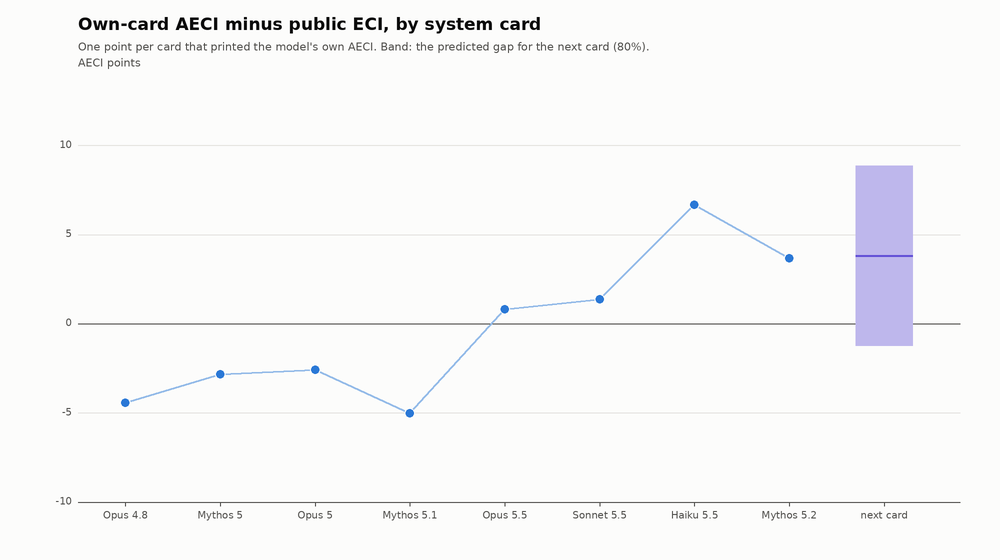 Own-card AECI minus public ECI, by system card
One point per card that printed the model's own AECI. Band: the predicted gap for the next card (80%).
AECI points
10
5
0
-5
-10
Opus 4.8 Mythos 5 Opus 5 Mythos 5.1 Opus 5.5 Sonnet 5.5 Haiku 5.5 Mythos 5.2 next card